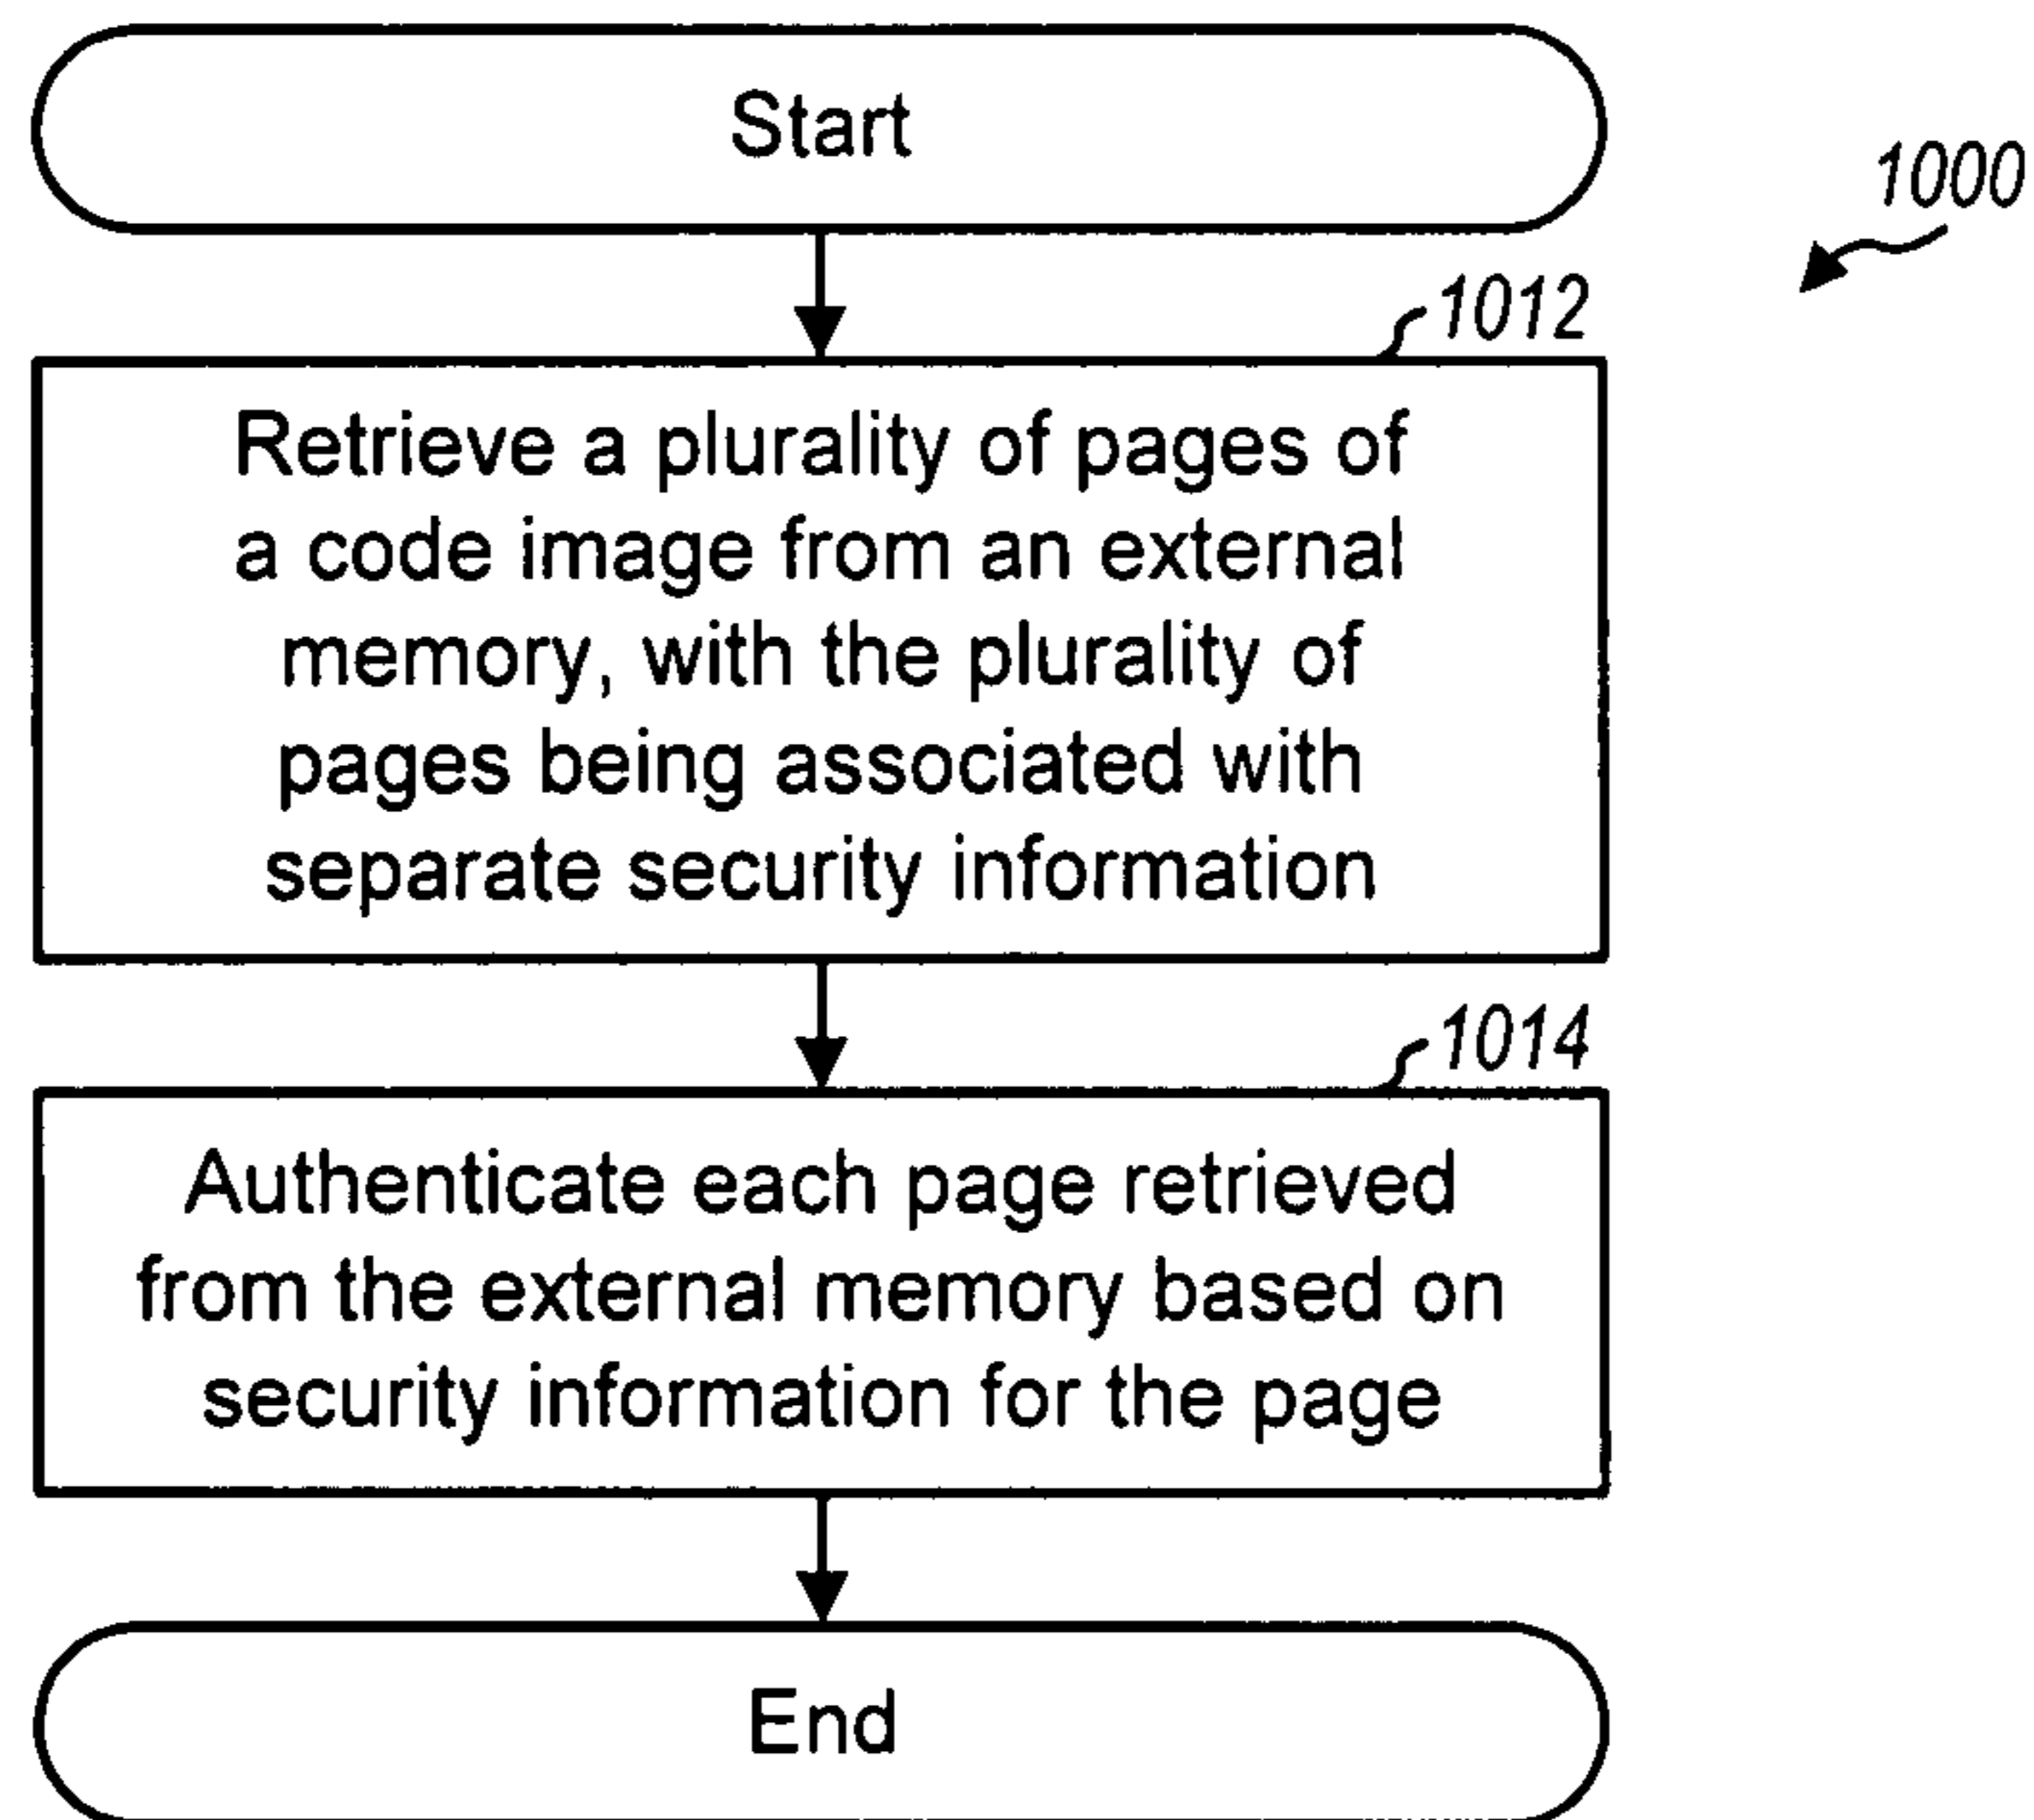 Start
1000
1012
Retrieve a plurality of pages of
a code image from an external
memory, with the plurality of
pages being associated with
separate security information
1014
Authenticate each page retrieved
from the external memory based on
security information for the page
End